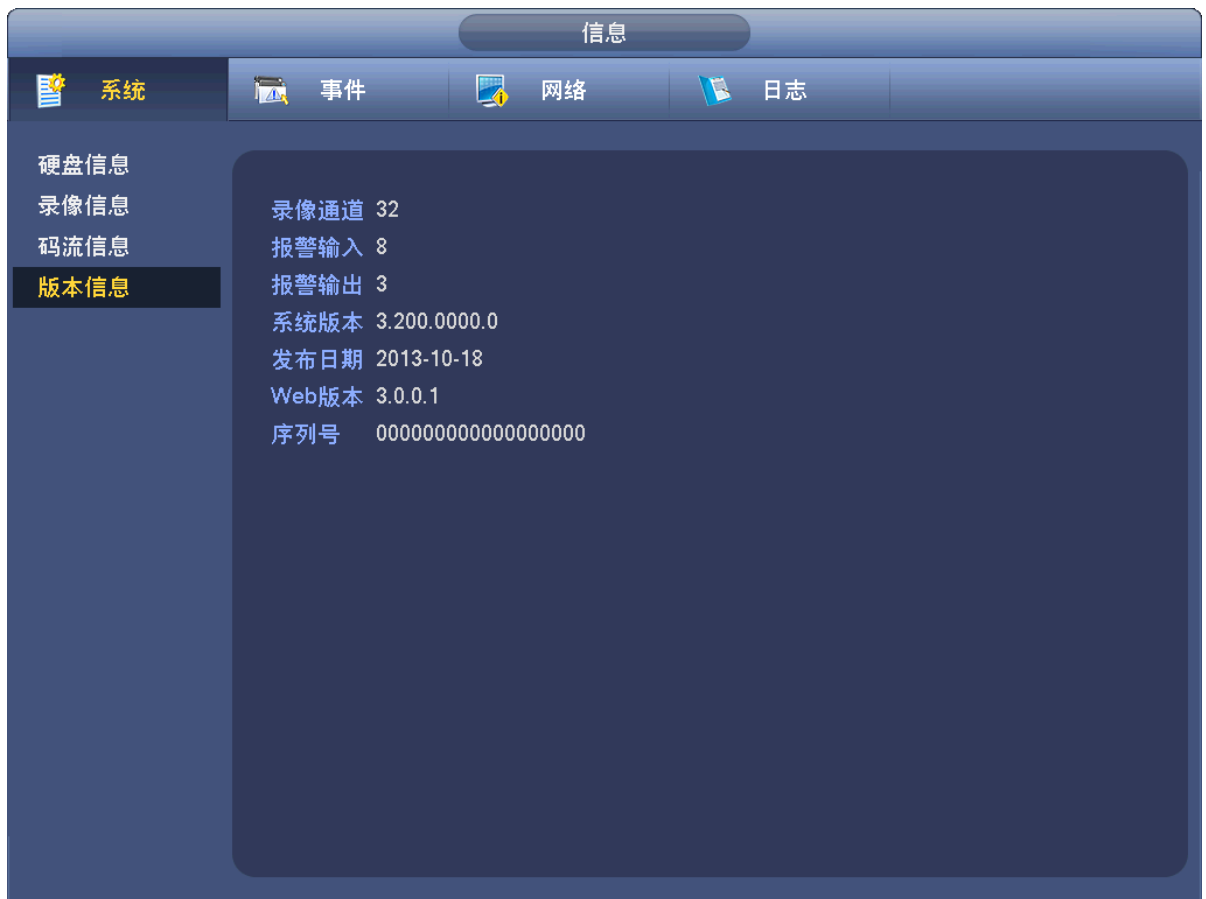 信息
系统 事件 网络 日志
硬盘信息
录像信息
码流信息
版本信息
录像通道 32
报警输入 8
报警输出 3
系统版本 3.200.0000.0
发布日期 2013-10-18
Web版本 3.0.0.1
序列号 000000000000000000